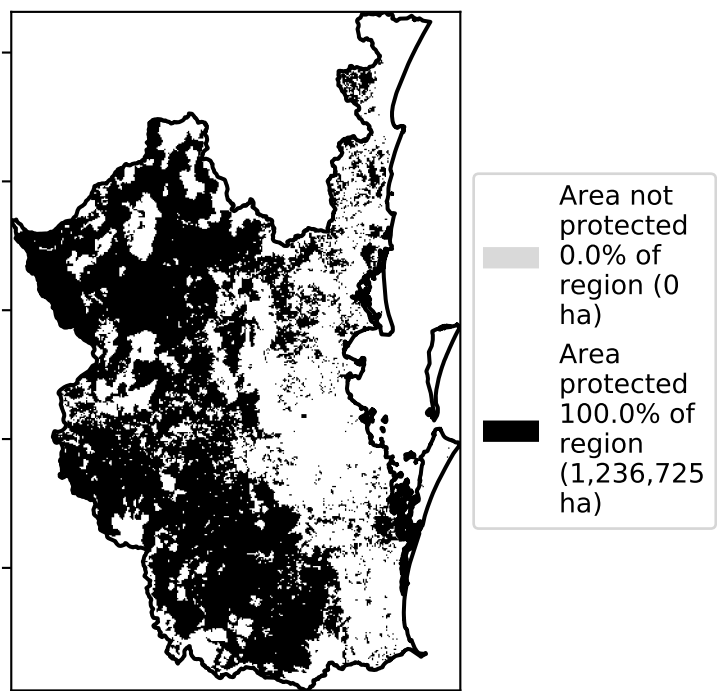 Area not
protected
0.0% of
region (0
ha)
Area
protected
100.0% of
region
(1,236,725
ha)